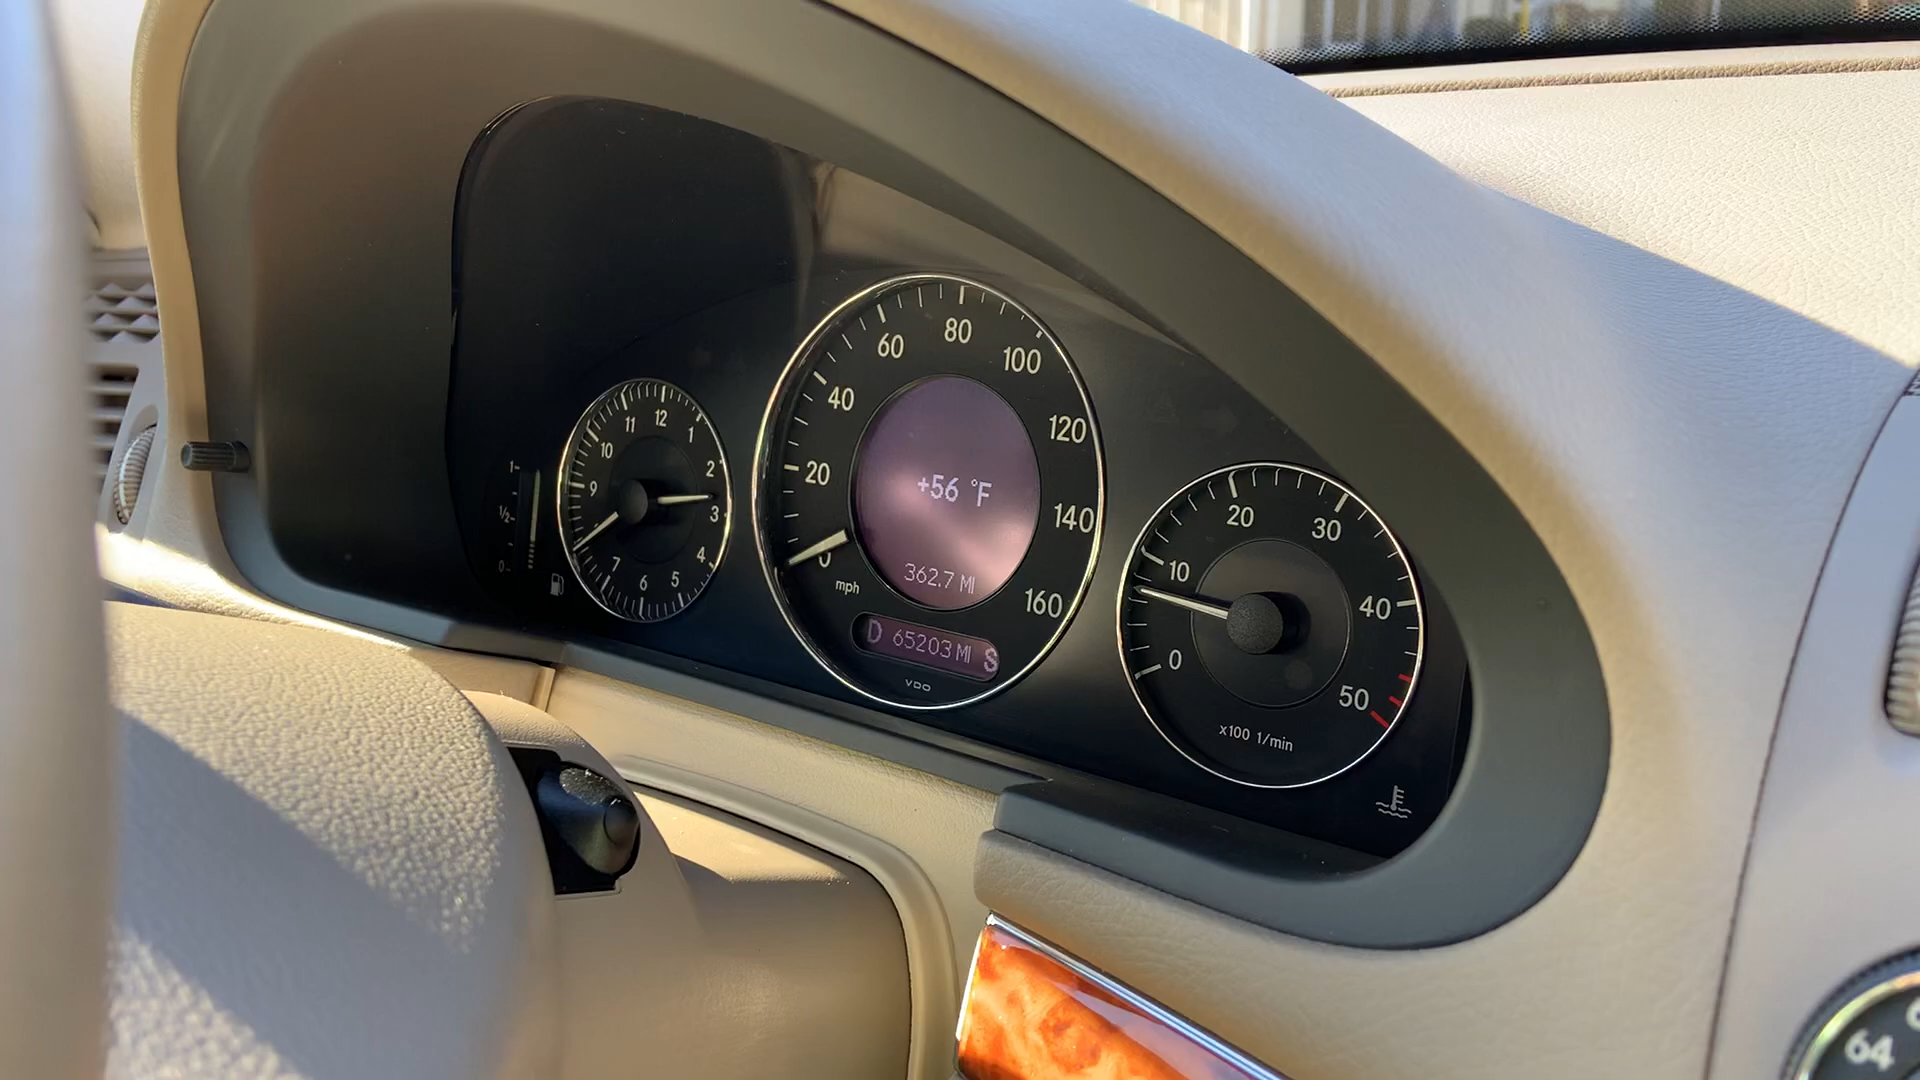 1
1/2
0
11 12 1
10 2
9 3
8 4
7 6 5
60 80 100
40 120
20 140
0 160
mph
+56 °F
362.7 MI
D 65203 MI S
VDO
20 30
10 40
0 50
x100 1/min
64